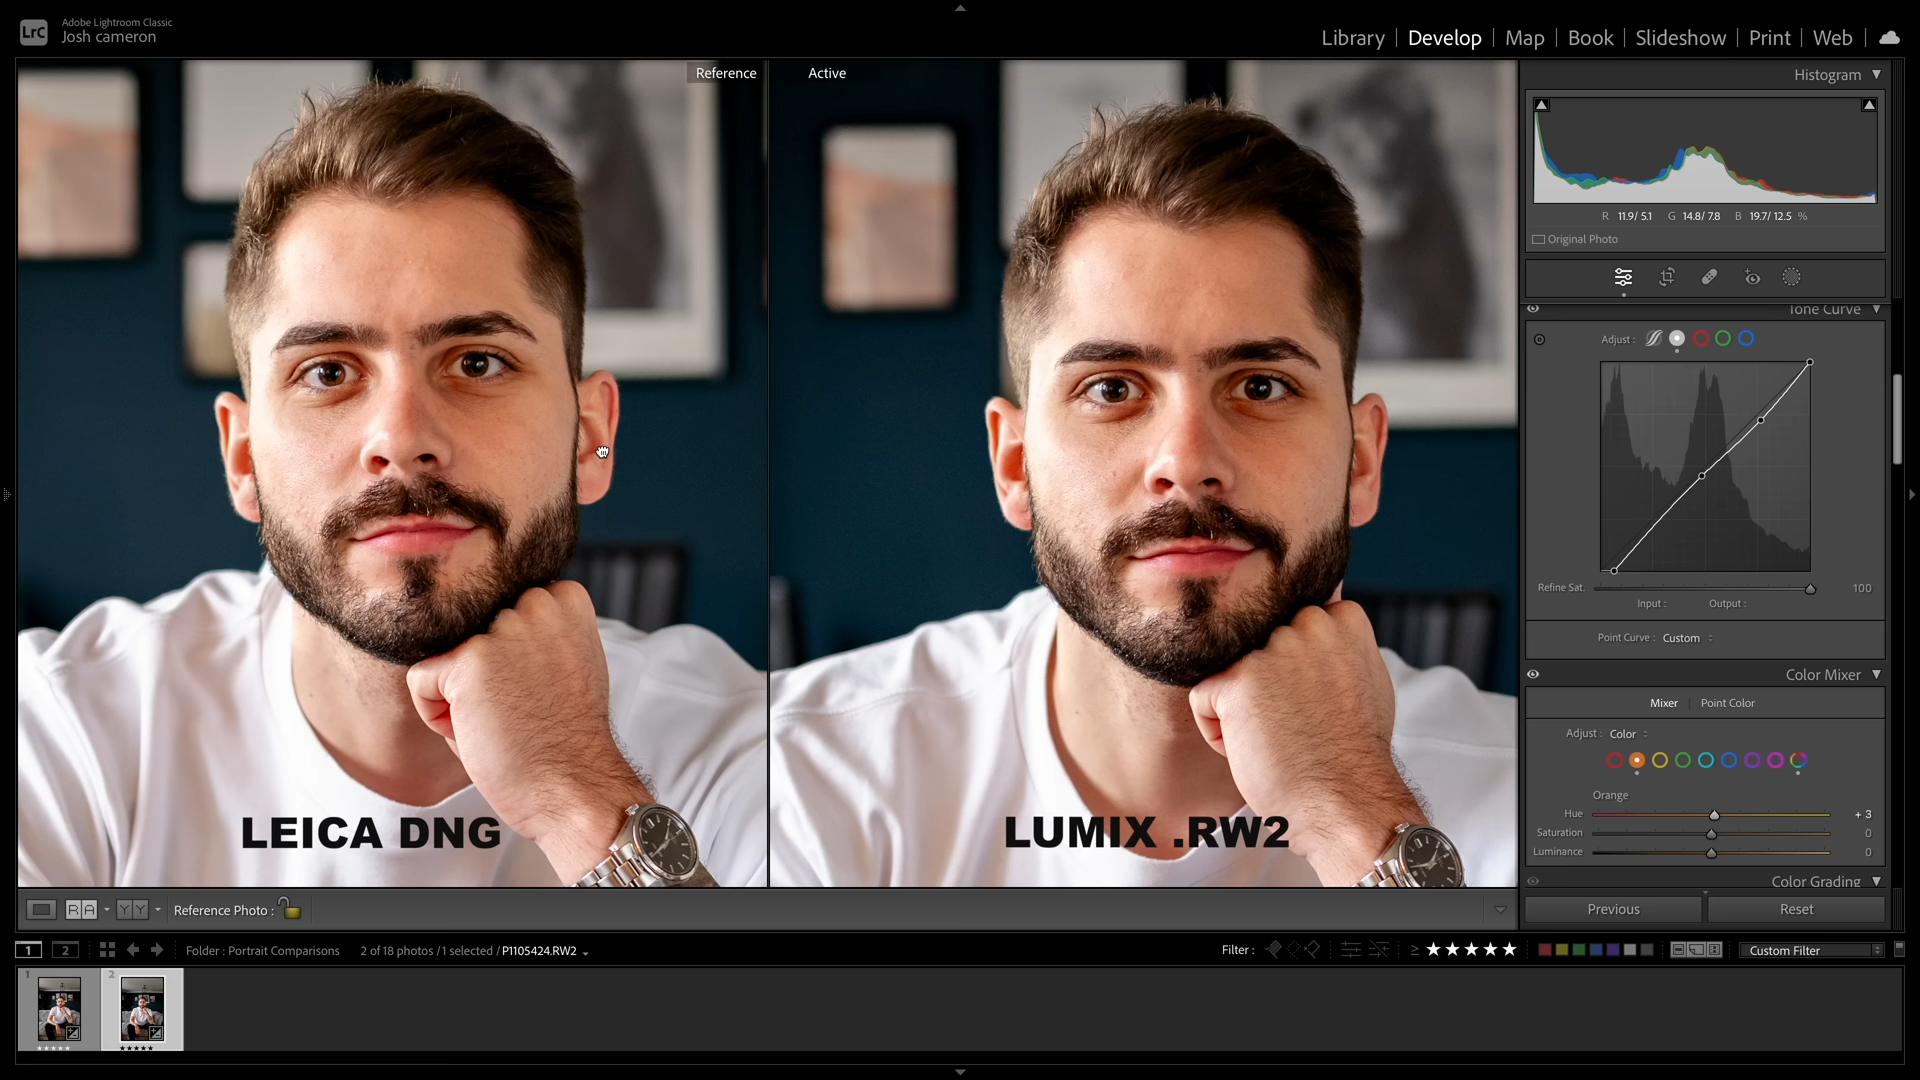 LrC
Adobe Lightroom Classic
Josh cameron
Library | Develop | Map | Book | Slideshow | Print | Web
Reference
Active
Histogram
R 11.9/ 5.1 G 14.8/ 7.8 B 19.7/ 12.5 %
Original Photo
Tone Curve
Adjust :
Refine Sat. 100
Input : Output :
Point Curve : Custom
Color Mixer
Mixer | Point Color
Adjust : Color
Orange
Hue + 3
Saturation 0
Luminance 0
Color Grading
Previous Reset
LEICA DNG
LUMIX .RW2
R A Y Y Reference Photo :
1 2 Folder : Portrait Comparisons 2 of 18 photos / 1 selected / P1105424.RW2 Filter : ≥ ★★★★★ Custom Filter
1 2